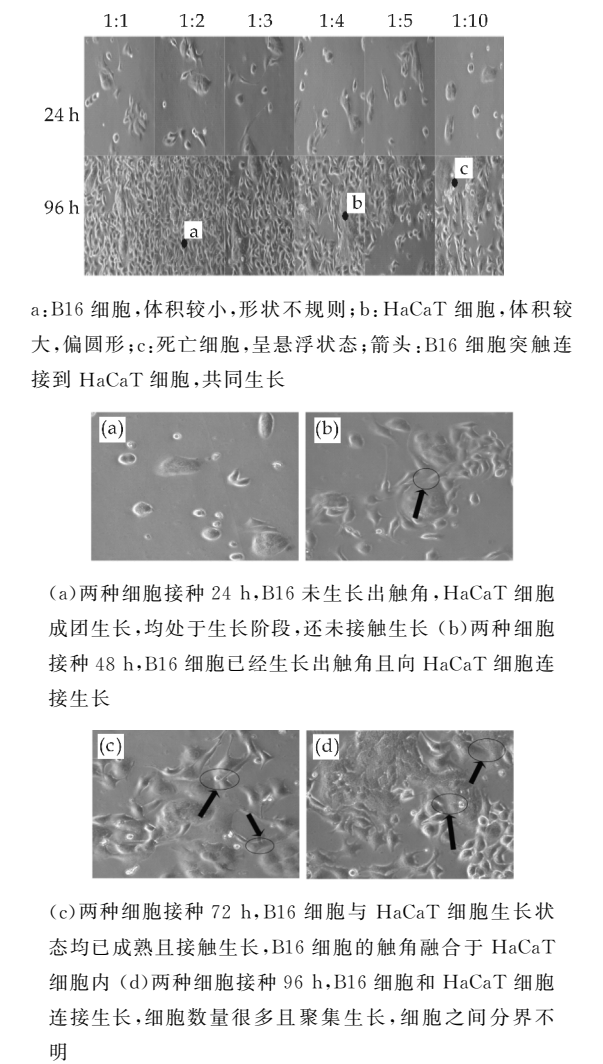 1:1 1:2 1:3 1:4 1:5 1:10
24 h
c
96 h
b
a
a:B16 细胞,体积较小,形状不规则;b:HaCaT 细胞,体积较
大,偏圆形;c:死亡细胞,呈悬浮状态;箭头:B16 细胞突触连
接到 HaCaT 细胞,共同生长
(a) (b)
(a)两种细胞接种 24 h,B16 未生长出触角,HaCaT 细胞
成团生长,均处于生长阶段,还未接触生长 (b)两种细胞
接种 48 h,B16 细胞已经生长出触角且向 HaCaT 细胞连
接生长
(c) (d)
(c)两种细胞接种 72 h,B16 细胞与 HaCaT 细胞生长状
态均已成熟且接触生长,B16 细胞的触角融合于 HaCaT
细胞内 (d)两种细胞接种 96 h,B16 细胞和 HaCaT 细胞
连接生长,细胞数量很多且聚集生长,细胞之间分界不
明